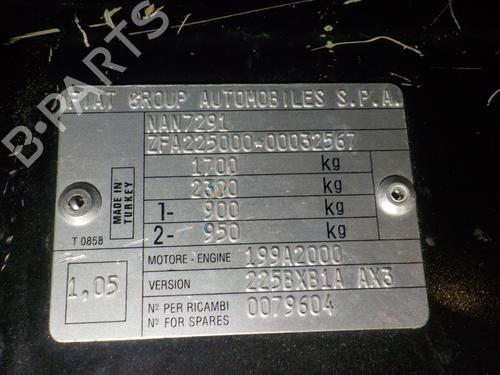 B-PARTS
FIAT GROUP AUTOMOBILES S.P.A.
NAN7291
ZFA225000*00032567
1700 kg
2300 kg
1- 900 kg
2- 950 kg
MADE IN TURKEY
T 0858
1,05
MOTORE - ENGINE 199A2000
VERSION 225BXB1A AX3
Nº PER RICAMBI
Nº FOR SPARES 0079604